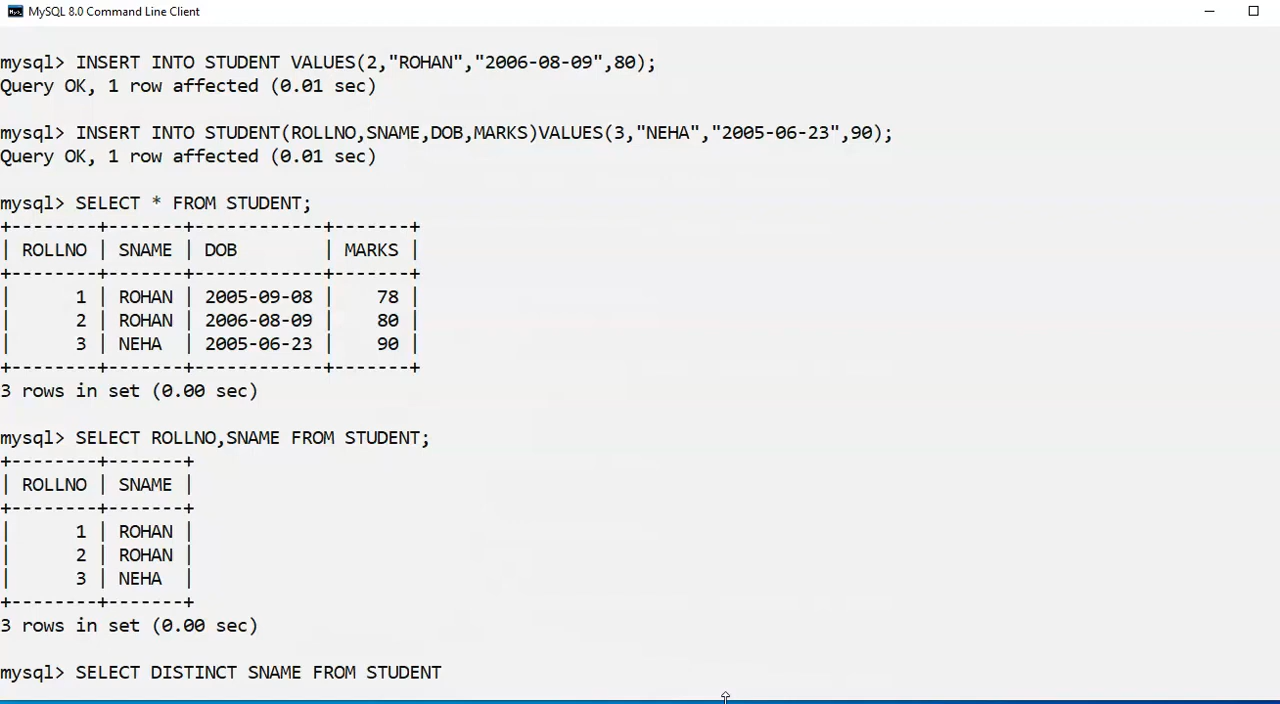 MySQL 8.0 Command Line Client
mysql> INSERT INTO STUDENT VALUES(2,"ROHAN","2006-08-09",80);
Query OK, 1 row affected (0.01 sec)
mysql> INSERT INTO STUDENT(ROLLNO,SNAME,DOB,MARKS)VALUES(3,"NEHA","2005-06-23",90);
Query OK, 1 row affected (0.01 sec)
mysql> SELECT * FROM STUDENT;
+--------+-------+------------+-------+
| ROLLNO | SNAME | DOB        | MARKS |
+--------+-------+------------+-------+
|      1 | ROHAN | 2005-09-08 |    78 |
|      2 | ROHAN | 2006-08-09 |    80 |
|      3 | NEHA  | 2005-06-23 |    90 |
+--------+-------+------------+-------+
3 rows in set (0.00 sec)
mysql> SELECT ROLLNO,SNAME FROM STUDENT;
+--------+-------+
| ROLLNO | SNAME |
+--------+-------+
|      1 | ROHAN |
|      2 | ROHAN |
|      3 | NEHA  |
+--------+-------+
3 rows in set (0.00 sec)
mysql> SELECT DISTINCT SNAME FROM STUDENT